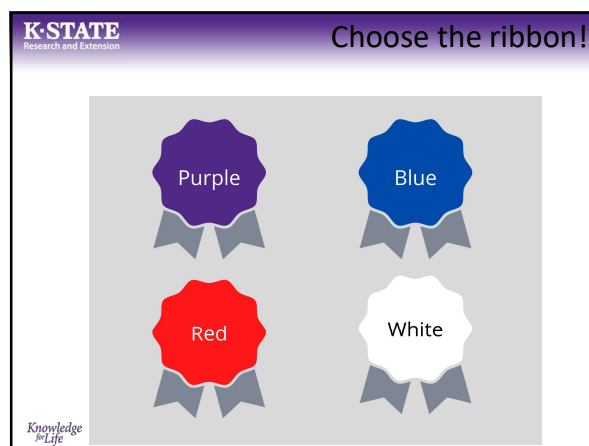 K·STATE
Research and Extension
Choose the ribbon!
Purple
Blue
Red
White
Knowledge
for Life